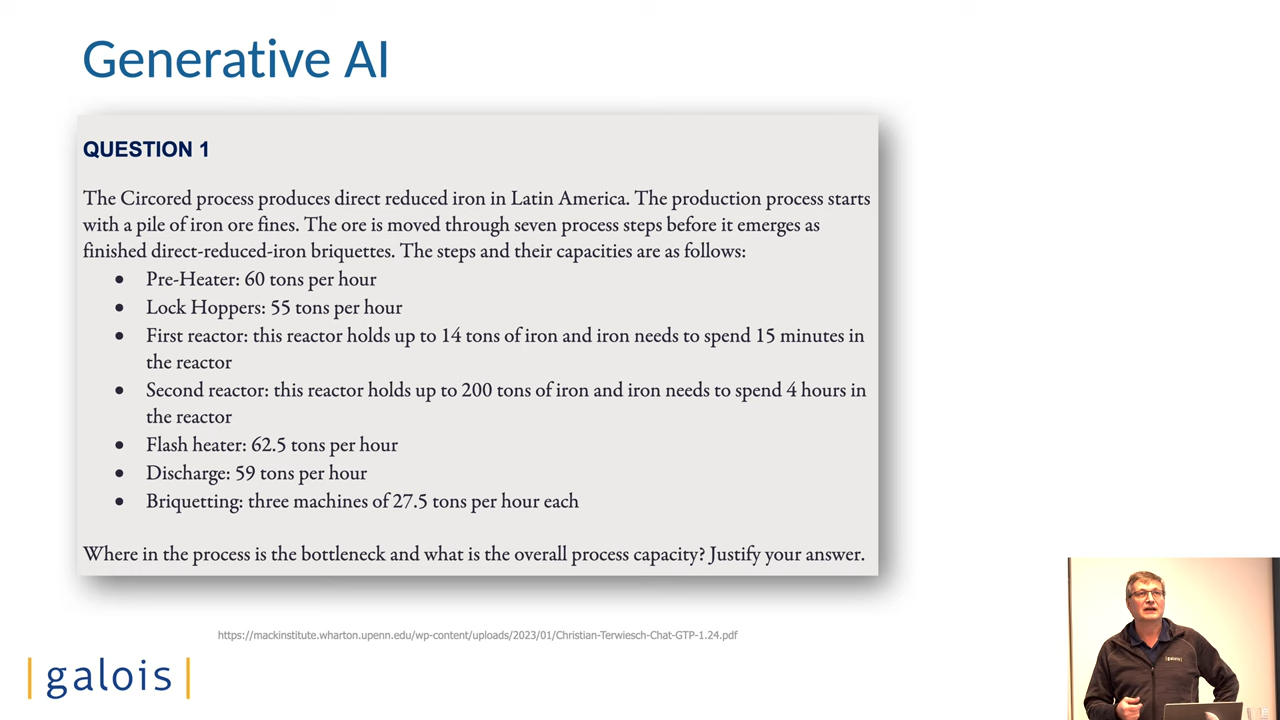 Generative AI
QUESTION 1
The Circored process produces direct reduced iron in Latin America. The production process starts
with a pile of iron ore fines. The ore is moved through seven process steps before it emerges as
finished direct-reduced-iron briquettes. The steps and their capacities are as follows:
• Pre-Heater: 60 tons per hour
• Lock Hoppers: 55 tons per hour
• First reactor: this reactor holds up to 14 tons of iron and iron needs to spend 15 minutes in
the reactor
• Second reactor: this reactor holds up to 200 tons of iron and iron needs to spend 4 hours in
the reactor
• Flash heater: 62.5 tons per hour
• Discharge: 59 tons per hour
• Briquetting: three machines of 27.5 tons per hour each
Where in the process is the bottleneck and what is the overall process capacity? Justify your answer.
https://mackinstitute.wharton.upenn.edu/wp-content/uploads/2023/01/Christian-Terwiesch-Chat-GTP-1.24.pdf
|galois|
|galois|